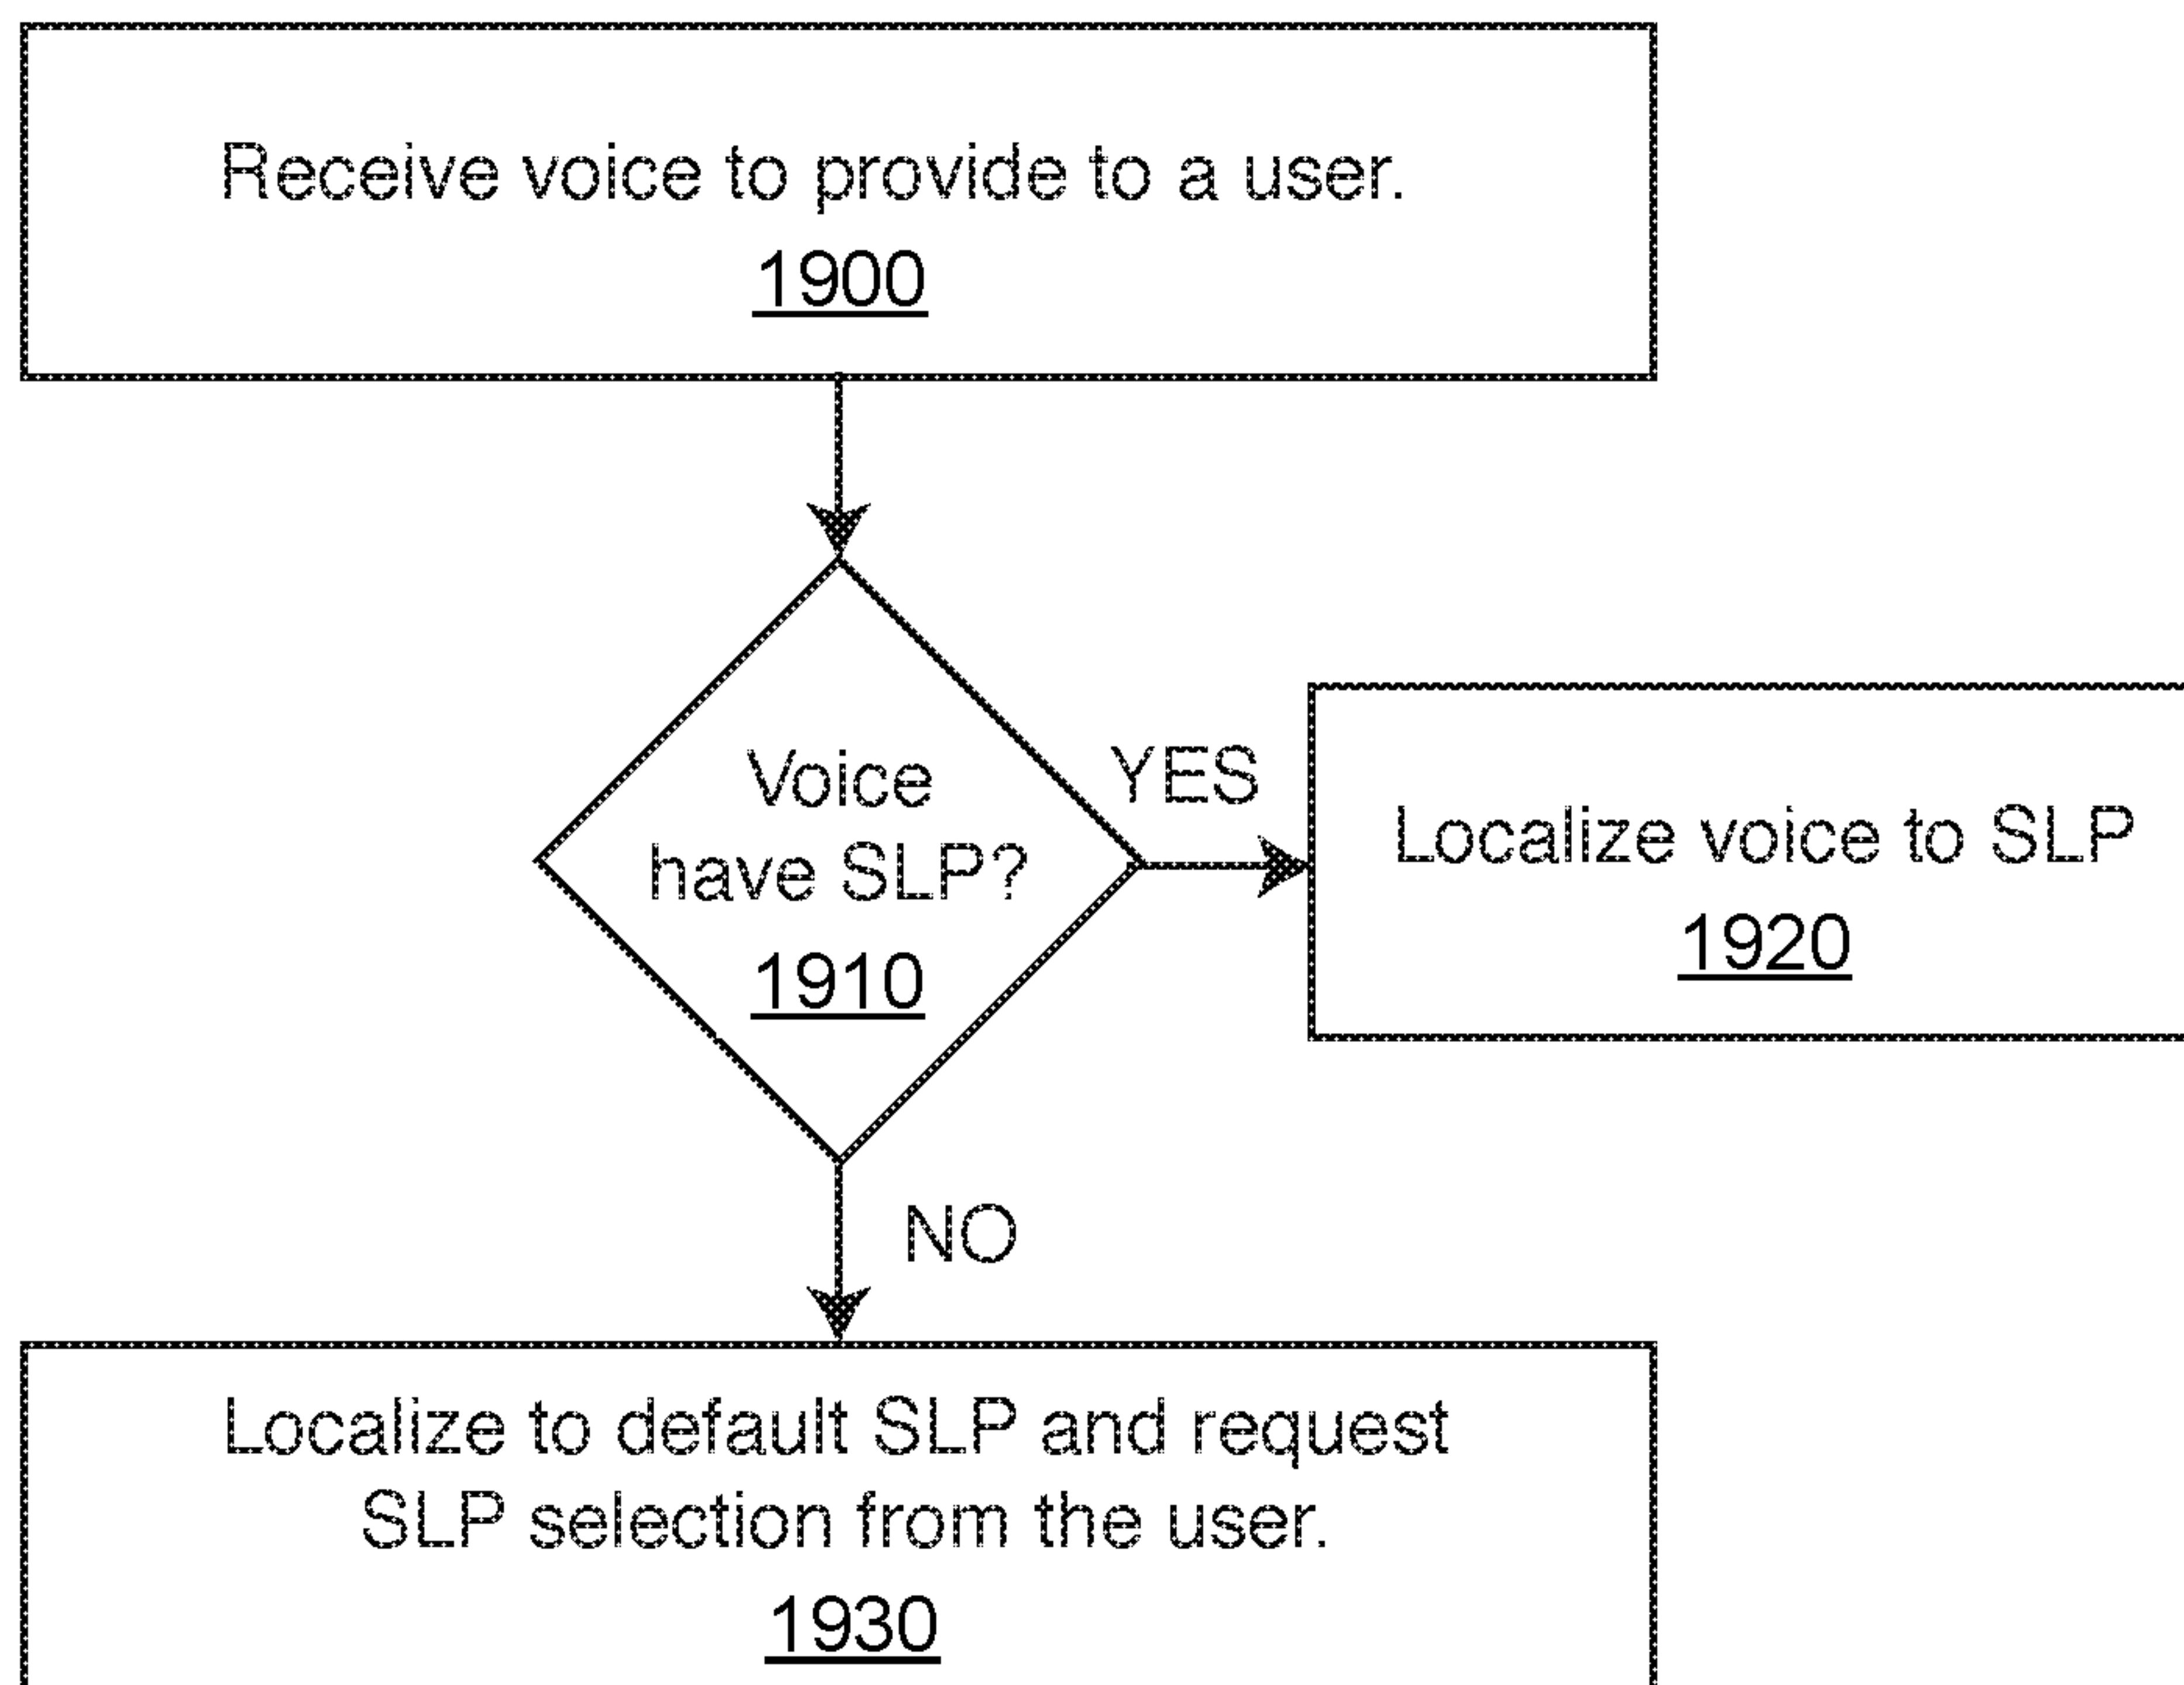 Receive voice to provide to a user.
1900
Voice
have SLP?
1910
YES
Localize voice to SLP
1920
NO
Localize to default SLP and request
SLP selection from the user.
1930